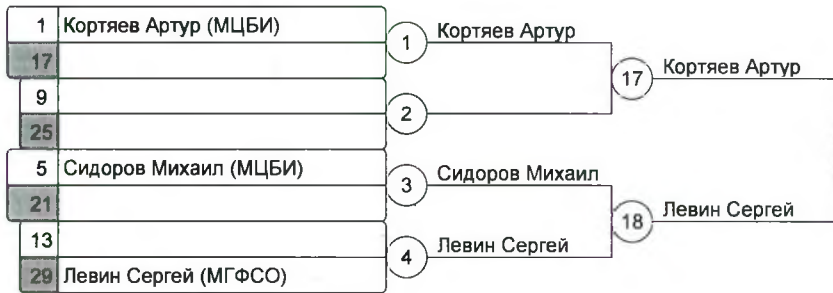 1 Кортяев Артур (МЦБИ)
17
1 Кортяев Артур
9
25
2
17 Кортяев Артур
5 Сидоров Михаил (МЦБИ)
21
3 Сидоров Михаил
13
29 Левин Сергей (МГФСО)
4 Левин Сергей
18 Левин Сергей